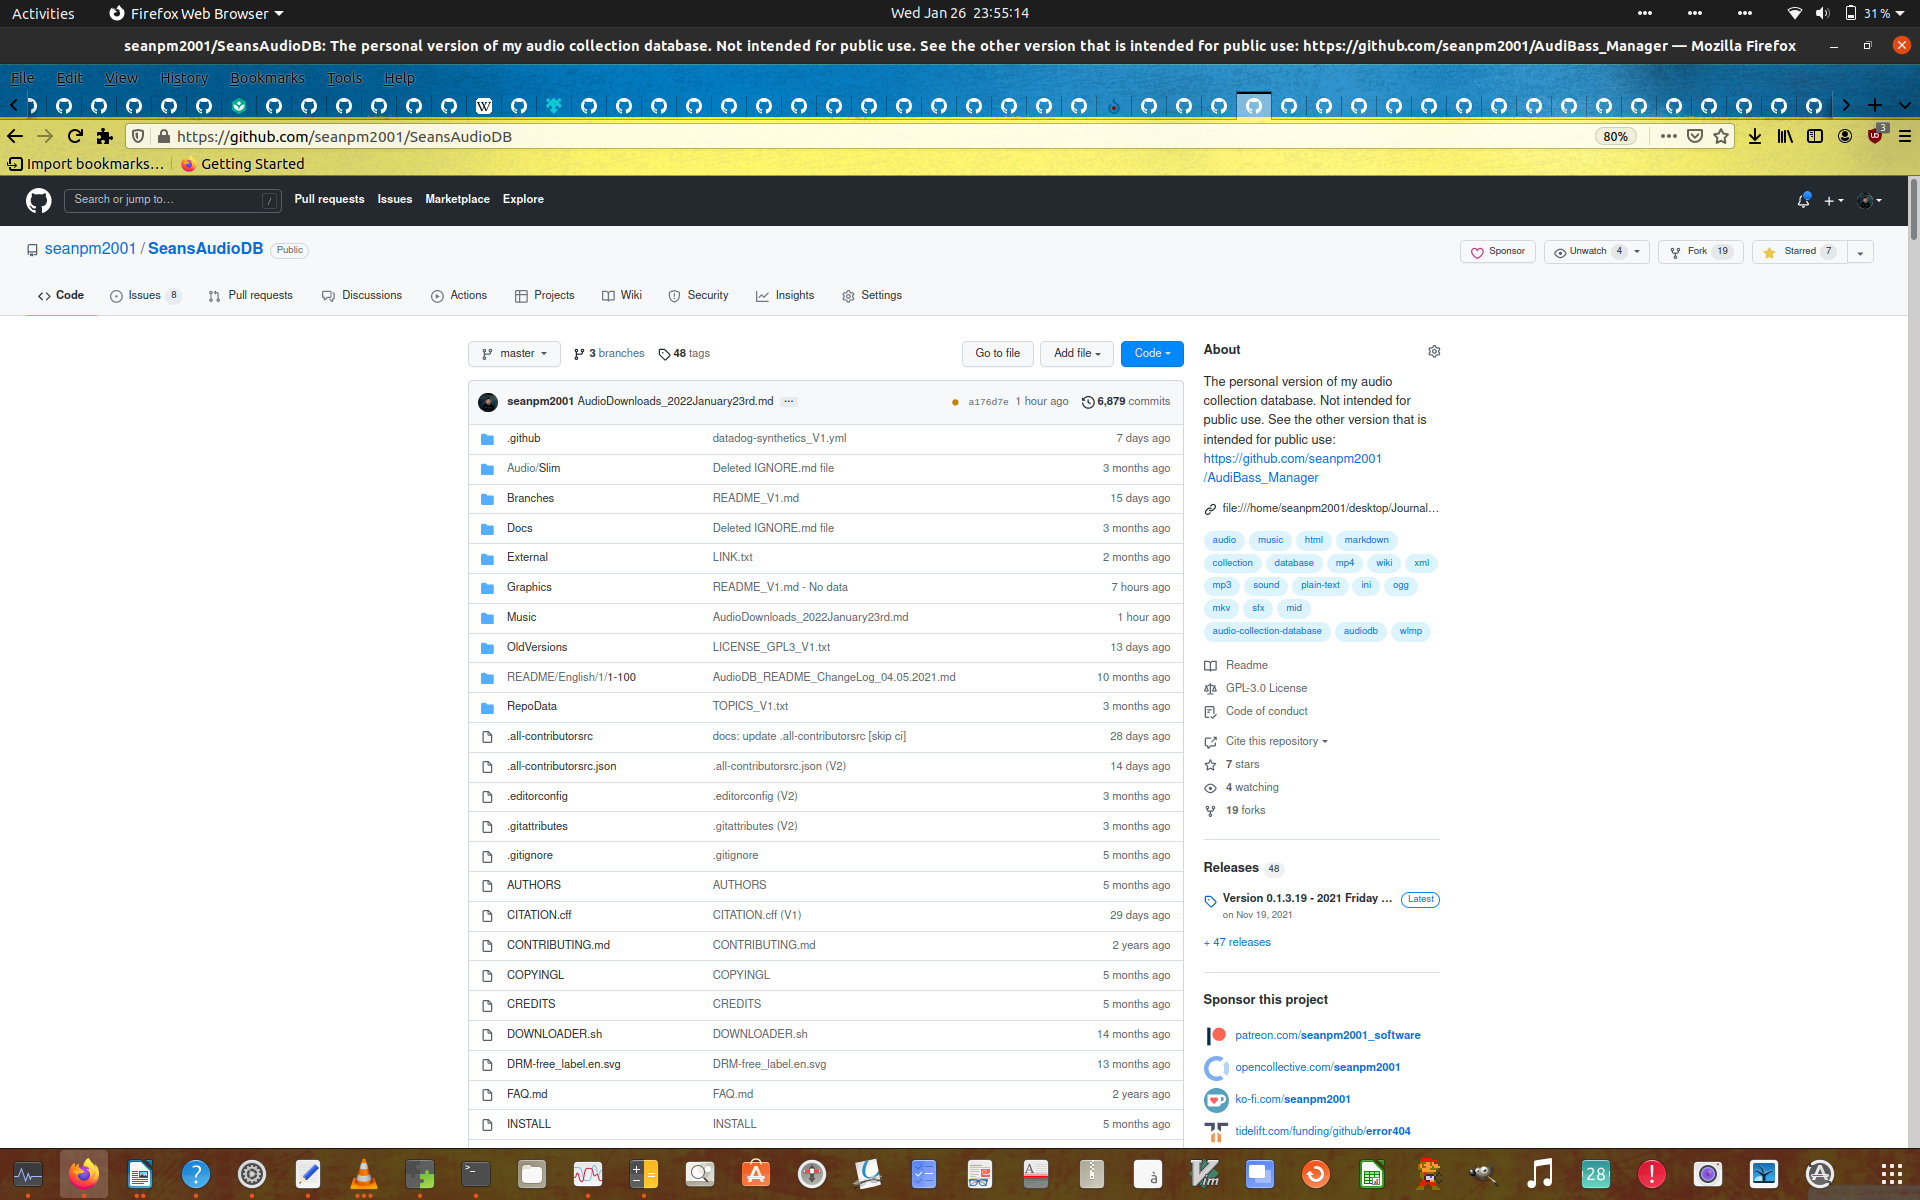 Activities
Firefox Web Browser
Wed Jan 26  23:55:14
31 %
seanpm2001/SeansAudioDB: The personal version of my audio collection database. Not intended for public use. See the other version that is intended for public use: https://github.com/seanpm2001/AudiBass_Manager — Mozilla Firefox
File Edit View History Bookmarks Tools Help
https://github.com/seanpm2001/SeansAudioDB
80%
3
Import bookmarks…
Getting Started
Search or jump to…
/
Pull requests Issues Marketplace Explore
seanpm2001 / SeansAudioDB Public
Sponsor
Unwatch 4
Fork 19
Starred 7
Code
Issues 8
Pull requests
Discussions
Actions
Projects
Wiki
Security
Insights
Settings
master
3 branches
48 tags
Go to file
Add file
Code
seanpm2001 AudioDownloads_2022January23rd.md ...
a176d7e 1 hour ago
6,879 commits
.github datadog-synthetics_V1.yml 7 days ago
Audio/Slim Deleted IGNORE.md file 3 months ago
Branches README_V1.md 15 days ago
Docs Deleted IGNORE.md file 3 months ago
External LINK.txt 2 months ago
Graphics README_V1.md - No data 7 hours ago
Music AudioDownloads_2022January23rd.md 1 hour ago
OldVersions LICENSE_GPL3_V1.txt 13 days ago
README/English/1/1-100 AudioDB_README_ChangeLog_04.05.2021.md 10 months ago
RepoData TOPICS_V1.txt 3 months ago
.all-contributorsrc docs: update .all-contributorsrc [skip ci] 28 days ago
.all-contributorsrc.json .all-contributorsrc.json (V2) 14 days ago
.editorconfig .editorconfig (V2) 3 months ago
.gitattributes .gitattributes (V2) 3 months ago
.gitignore .gitignore 5 months ago
AUTHORS AUTHORS 5 months ago
CITATION.cff CITATION.cff (V1) 29 days ago
CONTRIBUTING.md CONTRIBUTING.md 2 years ago
COPYINGL COPYINGL 5 months ago
CREDITS CREDITS 5 months ago
DOWNLOADER.sh DOWNLOADER.sh 14 months ago
DRM-free_label.en.svg DRM-free_label.en.svg 13 months ago
FAQ.md FAQ.md 2 years ago
INSTALL INSTALL 5 months ago
About
The personal version of my audio
collection database. Not intended for
public use. See the other version that is
intended for public use:
https://github.com/seanpm2001
/AudiBass_Manager
file:///home/seanpm2001/desktop/Journal...
audio music html markdown
collection database mp4 wiki xml
mp3 sound plain-text ini ogg
mkv sfx mid
audio-collection-database audiodb wlmp
Readme
GPL-3.0 License
Code of conduct
Cite this repository
7 stars
4 watching
19 forks
Releases 48
Version 0.1.3.19 - 2021 Friday ... Latest
on Nov 19, 2021
+ 47 releases
Sponsor this project
patreon.com/seanpm2001_software
opencollective.com/seanpm2001
ko-fi.com/seanpm2001
tidelift.com/funding/github/error404
28